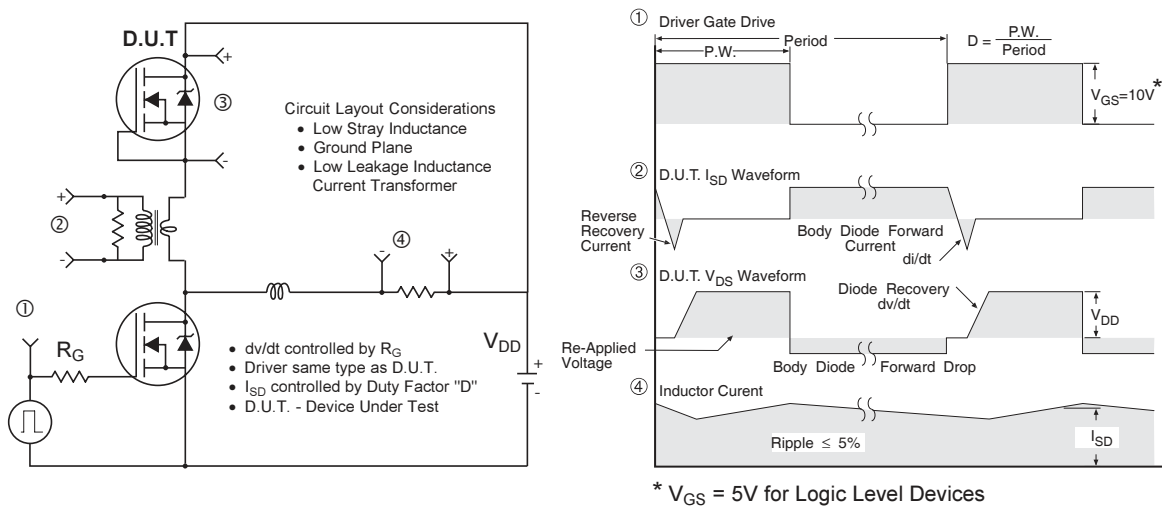 D.U.T
+
③
-
Circuit Layout Considerations
• Low Stray Inductance
• Ground Plane
• Low Leakage Inductance
Current Transformer
+
②
-
④
-
+
①
R_G
• dv/dt controlled by R_G
• Driver same type as D.U.T.
• I_SD controlled by Duty Factor "D"
• D.U.T. - Device Under Test
V_DD
+
-
① Driver Gate Drive
P.W.
Period
D = P.W.
Period
V_GS=10V*
② D.U.T. I_SD Waveform
Reverse
Recovery
Current
Body Diode Forward
Current
di/dt
③ D.U.T. V_DS Waveform
Diode Recovery
dv/dt
V_DD
Re-Applied
Voltage
Body Diode Forward Drop
④ Inductor Curent
Ripple ≤ 5%
I_SD
* V_GS = 5V for Logic Level Devices